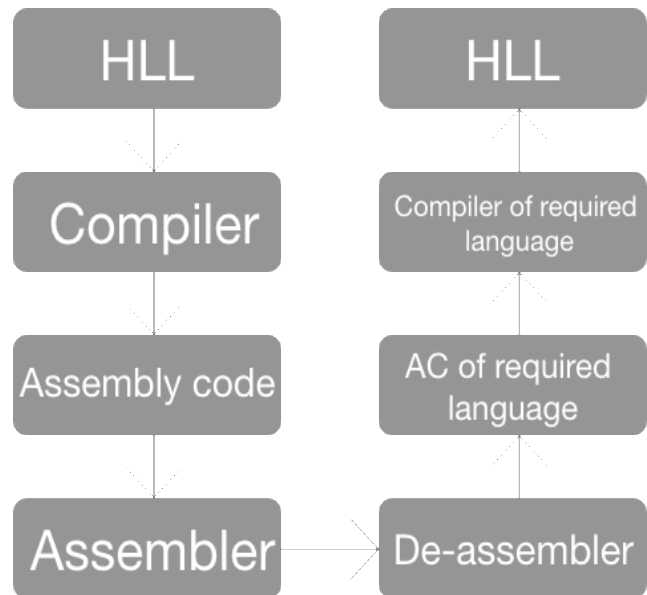 HLL
Compiler
Assembly code
Assembler
De-assembler
AC of required
language
Compiler of required
language
HLL